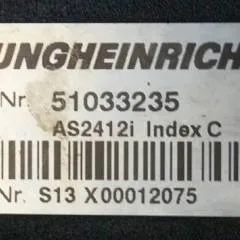 UNGHEINRICH
Nr. 51033235
AS2412i Index C
Nr. S13 X00012075